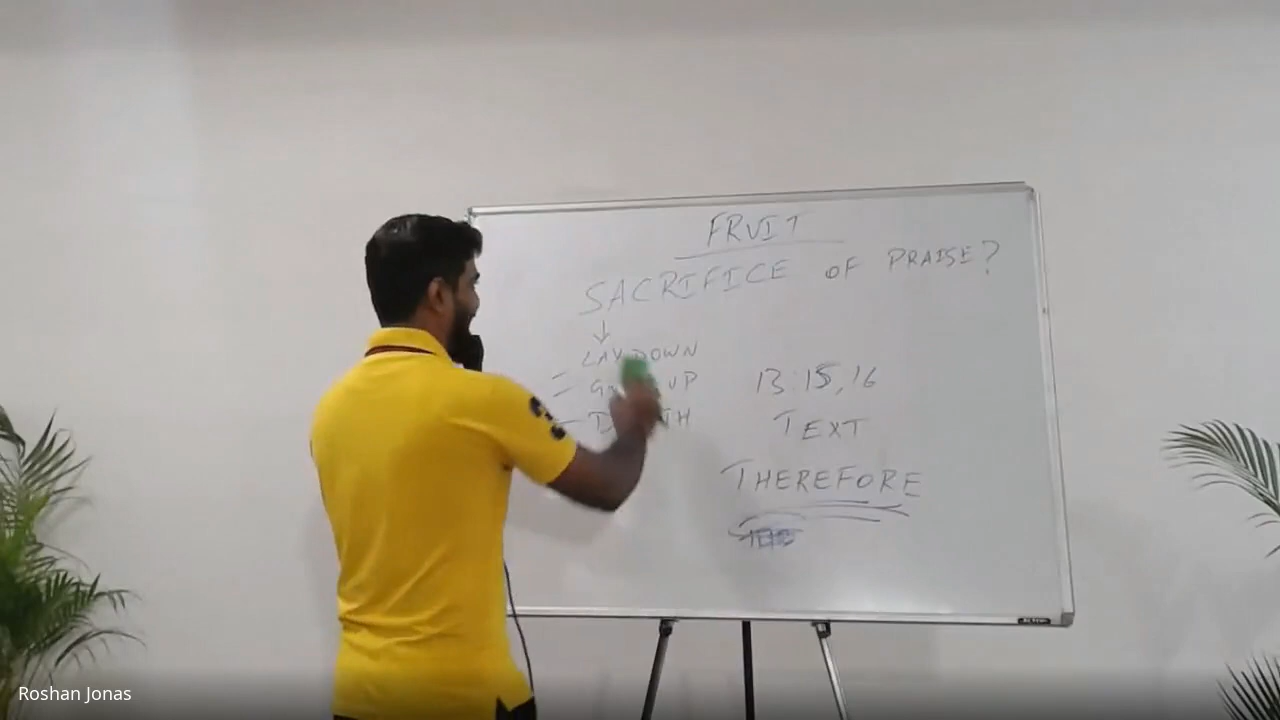 FRUIT
SACRIFICE OF PRAISE?
↓
LAY DOWN
UP
13:15,16
TEXT
THEREFORE
Roshan Jonas